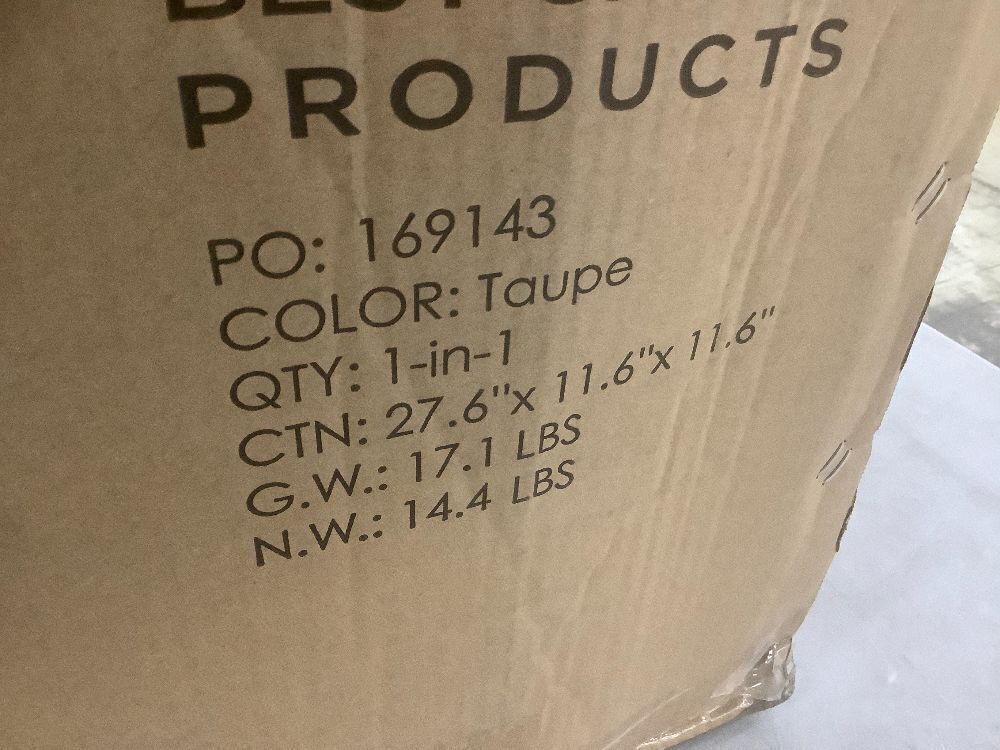 BEST
PRODUCTS
PO: 169143
COLOR: Taupe
QTY: 1-in-1
CTN: 27.6"x 11.6"x 11.6"
G.W.: 17.1 LBS
N.W.: 14.4 LBS